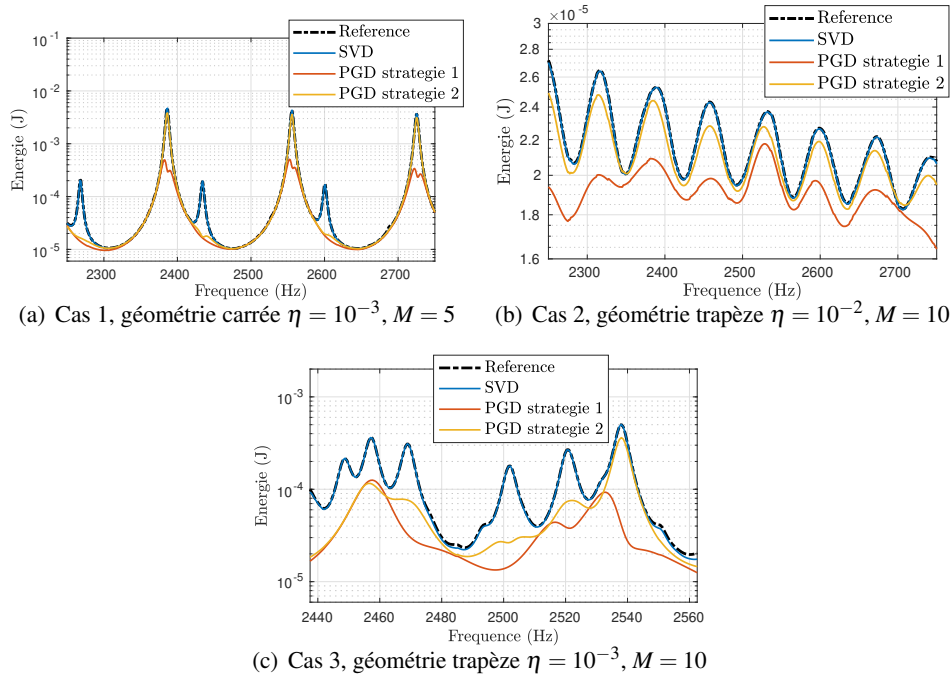 Reference
SVD
PGD strategie 1
PGD strategie 2
10^-1
10^-2
10^-3
10^-4
10^-5
Energie (J)
2300 2400 2500 2600 2700
Frequence (Hz)
(a) Cas 1, géométrie carrée η = 10^-3, M = 5
×10^-5
Reference
SVD
PGD strategie 1
PGD strategie 2
3
2.6
2.4
2.2
2
1.8
1.6
Energie (J)
2300 2400 2500 2600 2700
Frequence (Hz)
(b) Cas 2, géométrie trapèze η = 10^-2, M = 10
Reference
SVD
PGD strategie 1
PGD strategie 2
10^-3
10^-4
10^-5
Energie (J)
2440 2460 2480 2500 2520 2540 2560
Frequence (Hz)
(c) Cas 3, géométrie trapèze η = 10^-3, M = 10